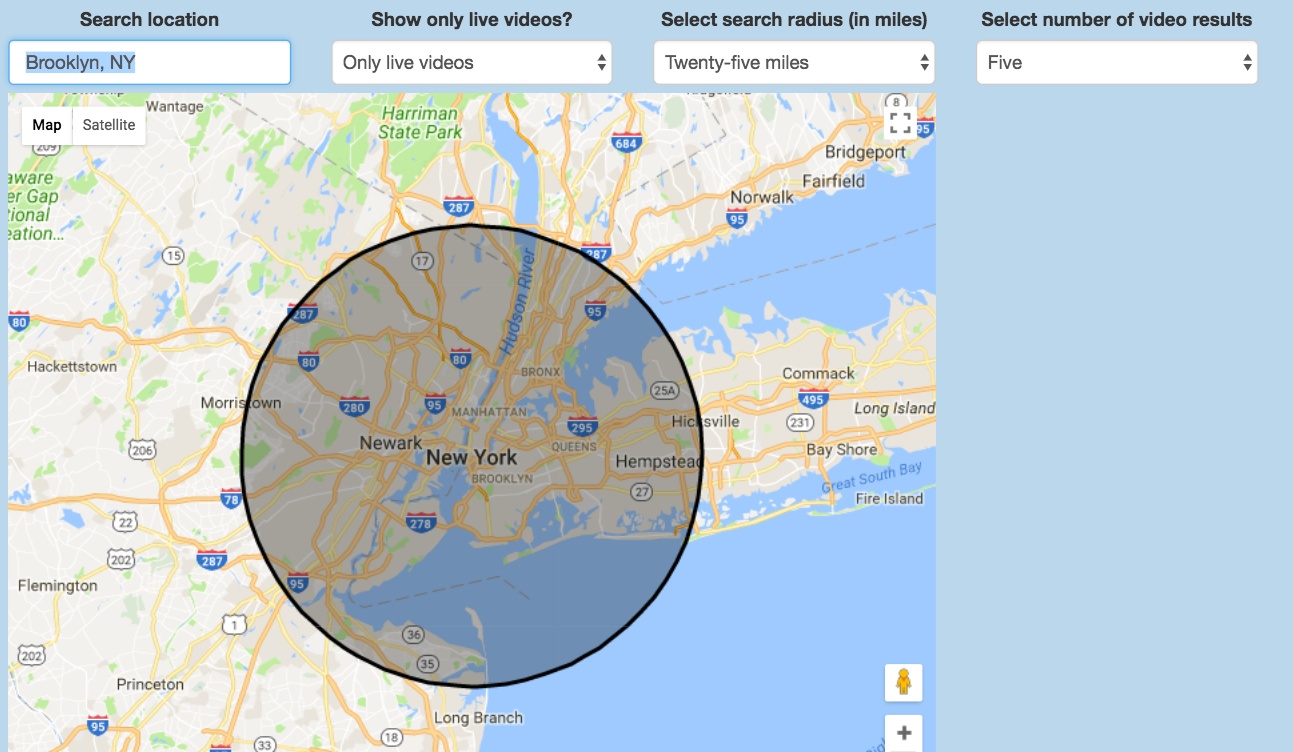 Search location
Show only live videos?
Select search radius (in miles)
Select number of video results
Brooklyn, NY
Only live videos
Twenty-five miles
Five
Wantage
Harriman
State Park
8
Map
Satellite
95
209
684
Bridgeport
aware
er Gap
tional
eation...
Fairfield
Norwalk
287
95
15
17
287
Hudson River
287
95
80
80
80
Hackettstown
BRONX
Commack
25A
495
Morristown
280
95
MANHATTAN
Long Island
Hicksville
231
295
Newark
QUEENS
206
New York
Hempstead
Bay Shore
BROOKLYN
Great South Bay
27
78
Fire Island
22
278
202
287
95
Flemington
1
36
202
35
Princeton
Long Branch
95
18
33